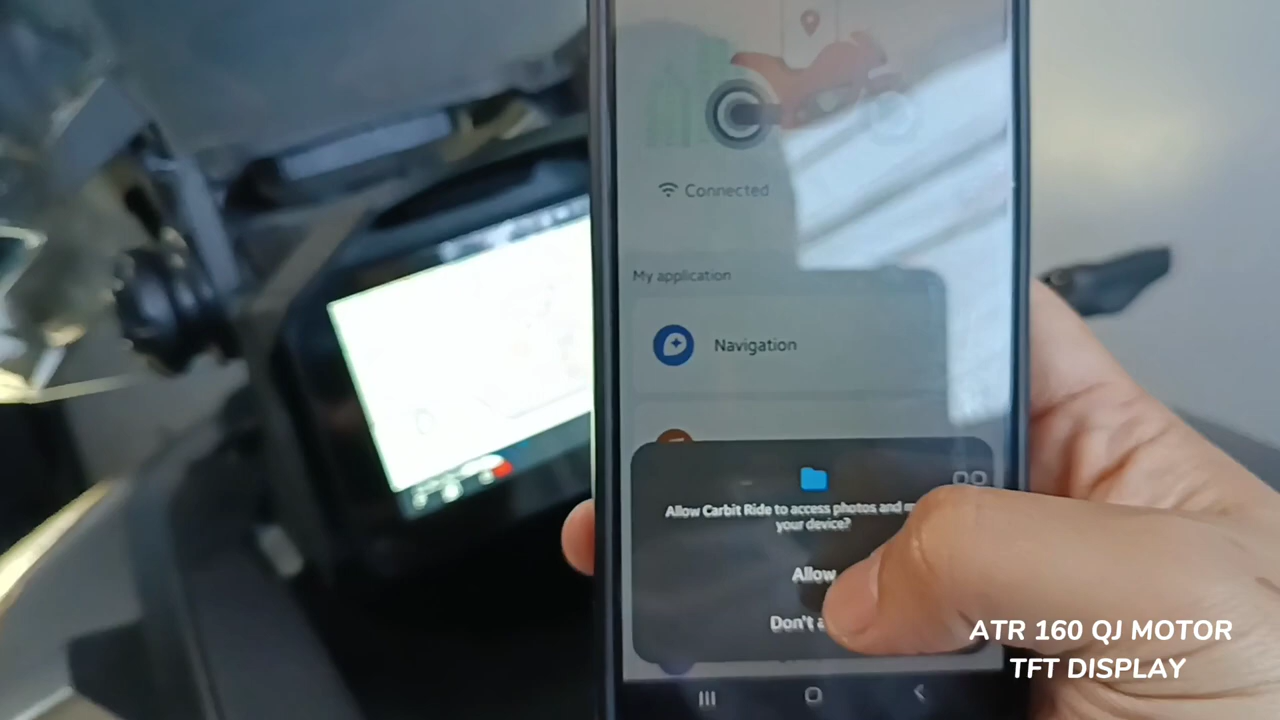 Connected
My application
Navigation
Allow Carbit Ride to access photos and
your device?
Allow
Don't
ATR 160 QJ MOTOR
TFT DISPLAY